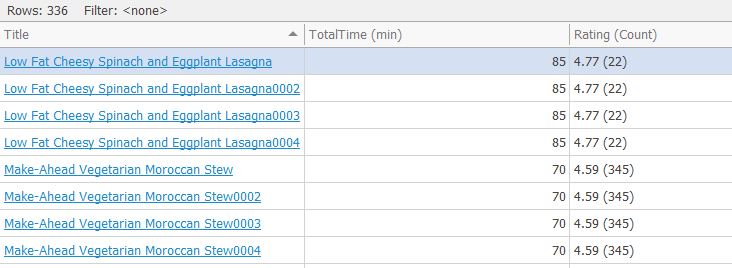 Rows: 336 Filter: <none>
Title TotalTime (min) Rating (Count)
Low Fat Cheesy Spinach and Eggplant Lasagna 85 4.77 (22)
Low Fat Cheesy Spinach and Eggplant Lasagna0002 85 4.77 (22)
Low Fat Cheesy Spinach and Eggplant Lasagna0003 85 4.77 (22)
Low Fat Cheesy Spinach and Eggplant Lasagna0004 85 4.77 (22)
Make-Ahead Vegetarian Moroccan Stew 70 4.59 (345)
Make-Ahead Vegetarian Moroccan Stew0002 70 4.59 (345)
Make-Ahead Vegetarian Moroccan Stew0003 70 4.59 (345)
Make-Ahead Vegetarian Moroccan Stew0004 70 4.59 (345)